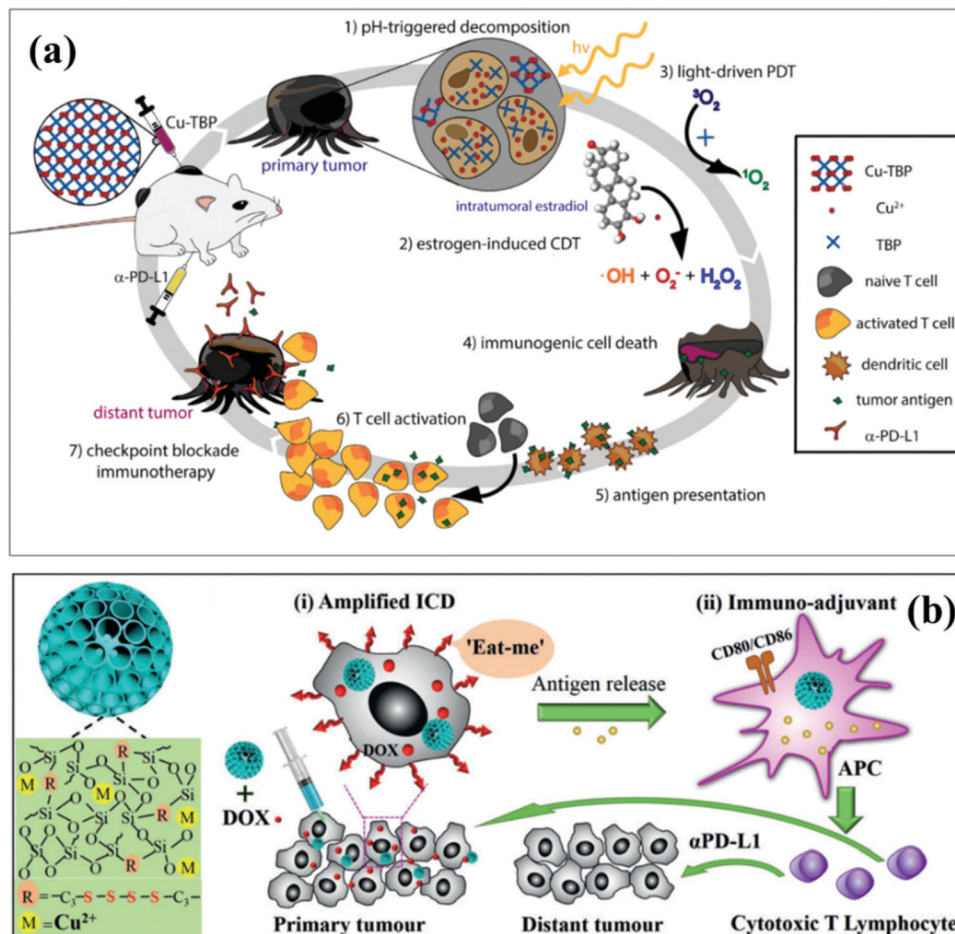 (a)
1) pH-triggered decomposition
hν
3) light-driven PDT
³O₂
+
¹O₂
Cu-TBP
primary tumor
intratumoral estradiol
2) estrogen-induced CDT
·OH + O₂⁻ + H₂O₂
α-PD-L1
4) immunogenic cell death
distant tumor
6) T cell activation
7) checkpoint blockade
immunotherapy
5) antigen presentation
Cu-TBP
Cu²⁺
TBP
naive T cell
activated T cell
dendritic cell
tumor antigen
α-PD-L1
(b)
(i) Amplified ICD
(ii) Immuno-adjuvant
'Eat-me'
CD80/CD86
Antigen release
DOX
APC
+
DOX
αPD-L1
Primary tumour
Distant tumour
Cytotoxic T Lymphocyte
R Si O M
R =–C₃–S–S–S–S–C₃–
M =Cu²⁺